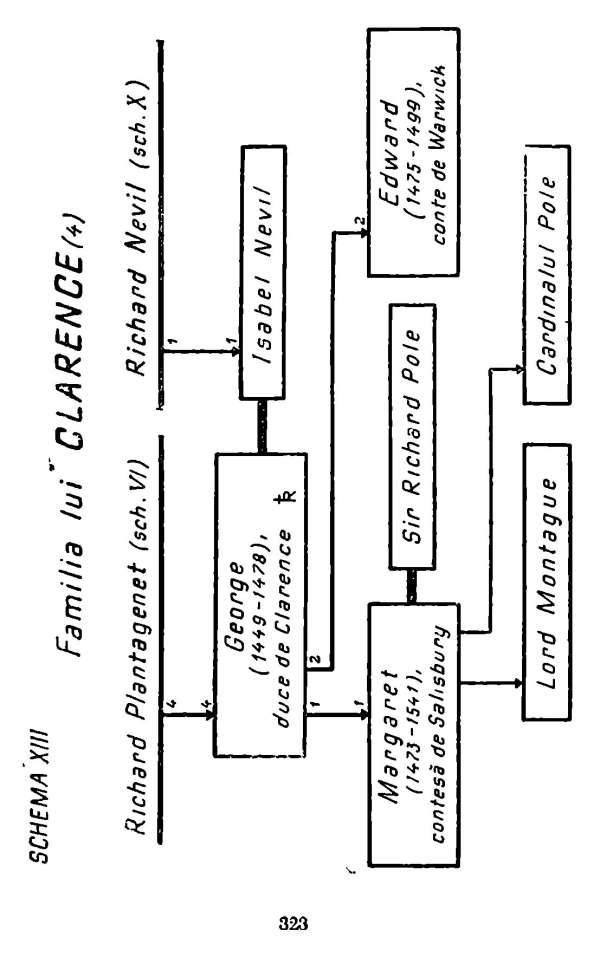 SCHEMA XIII
Familia lui CLARENCE (4)
Richard Plantagenet (sch. VI)
Richard Nevil (sch. X)
4
4
1
1
George
(1449-1478),
duce de Clarence
Isabel Nevil
1
2
1
2
Margaret
(1473-1541),
contesă de Salisbury
Sir Richard Pole
Edward
(1475-1499),
conte de Warwick
Lord Montague
Cardinalul Pole
323